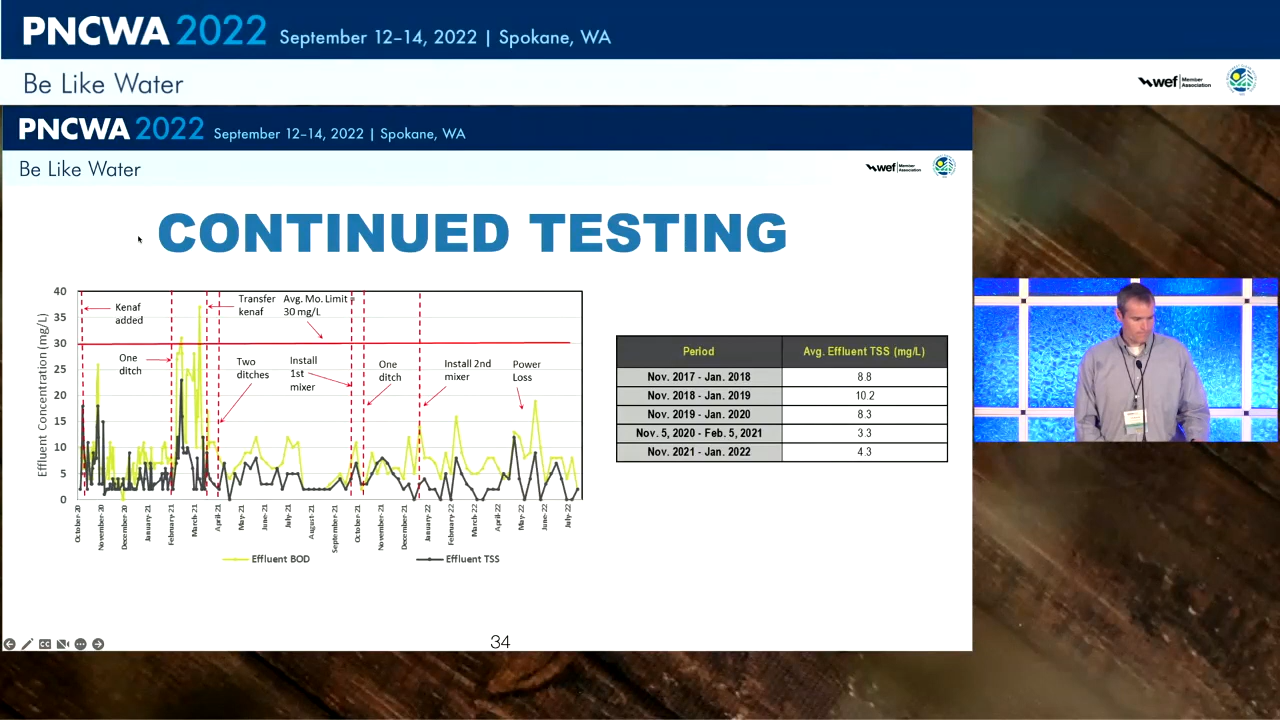 PNCWA 2022 September 12–14, 2022 | Spokane, WA
Be Like Water
wef Member Association
PNCWA 2022 September 12–14, 2022 | Spokane, WA
Be Like Water
wef Member Association
CONTINUED TESTING
Effluent Concentration (mg/L)
40
35
30
25
20
15
10
5
0
Kenaf added
One ditch
Transfer kenaf
Avg. Mo. Limit = 30 mg/L
Two ditches
Install 1st mixer
One ditch
Install 2nd mixer
Power Loss
October-20
November-20
December-20
January-21
February-21
March-21
April-21
May-21
June-21
July-21
August-21
September-21
October-21
November-21
December-21
January-22
February-22
March-22
April-22
May-22
June-22
July-22
Effluent BOD
Effluent TSS
Period Avg. Effluent TSS (mg/L)
Nov. 2017 - Jan. 2018 8.8
Nov. 2018 - Jan. 2019 10.2
Nov. 2019 - Jan. 2020 8.3
Nov. 5, 2020 - Feb. 5, 2021 3.3
Nov. 2021 - Jan. 2022 4.3
34